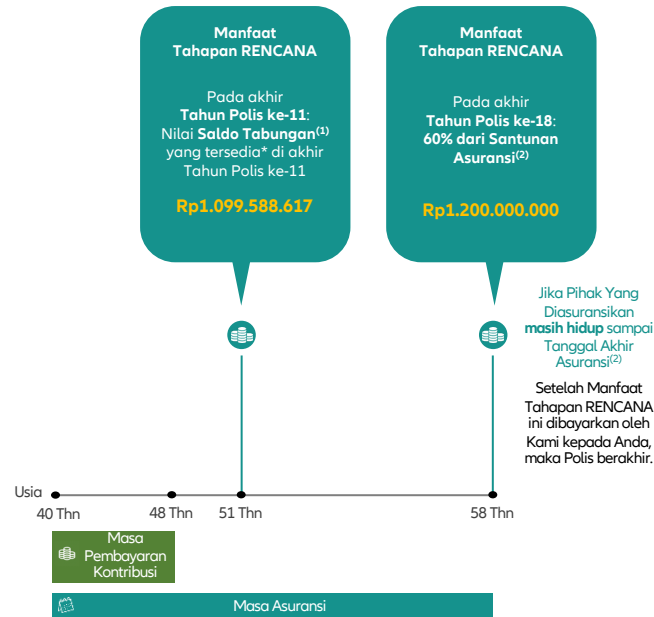 Manfaat
Tahapan RENCANA
Pada akhir
Tahun Polis ke-11:
Nilai Saldo Tabungan(1)
yang tersedia* di akhir
Tahun Polis ke-11
Rp1.099.588.617
Manfaat
Tahapan RENCANA
Pada akhir
Tahun Polis ke-18:
60% dari Santunan
Asuransi(2)
Rp1.200.000.000
Jika Pihak Yang
Diasuransikan
masih hidup sampai
Tanggal Akhir
Asuransi(2)
Setelah Manfaat
Tahapan RENCANA
ini dibayarkan oleh
Kami kepada Anda,
maka Polis berakhir.
Usia
40 Thn
48 Thn
51 Thn
58 Thn
Masa
Pembayaran
Kontribusi
Masa Asuransi